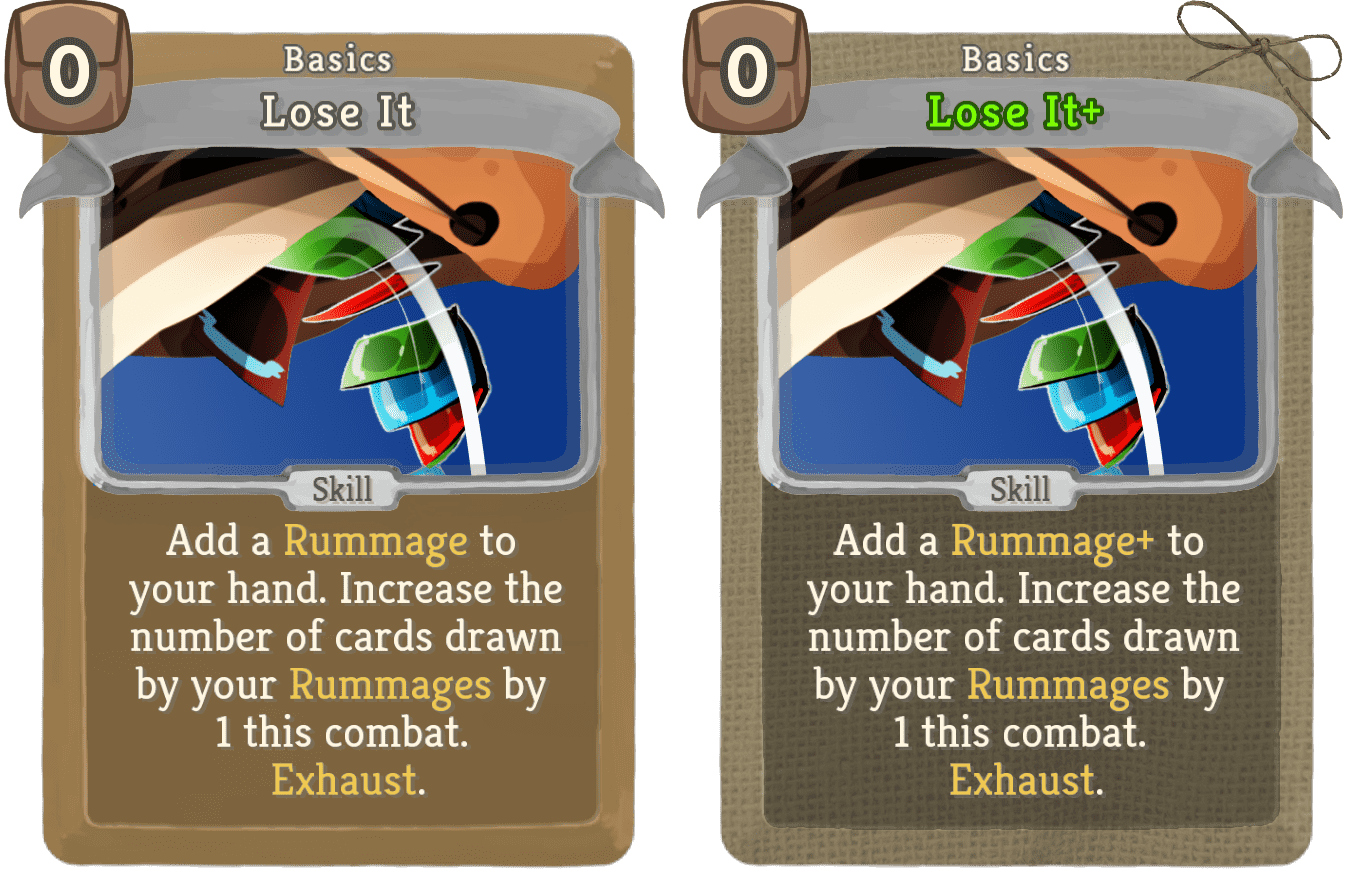 0
Basics
Lose It
Skill
Add a Rummage to
your hand. Increase the
number of cards drawn
by your Rummages by
1 this combat.
Exhaust.
0
Basics
Lose It+
Skill
Add a Rummage+ to
your hand. Increase the
number of cards drawn
by your Rummages by
1 this combat.
Exhaust.